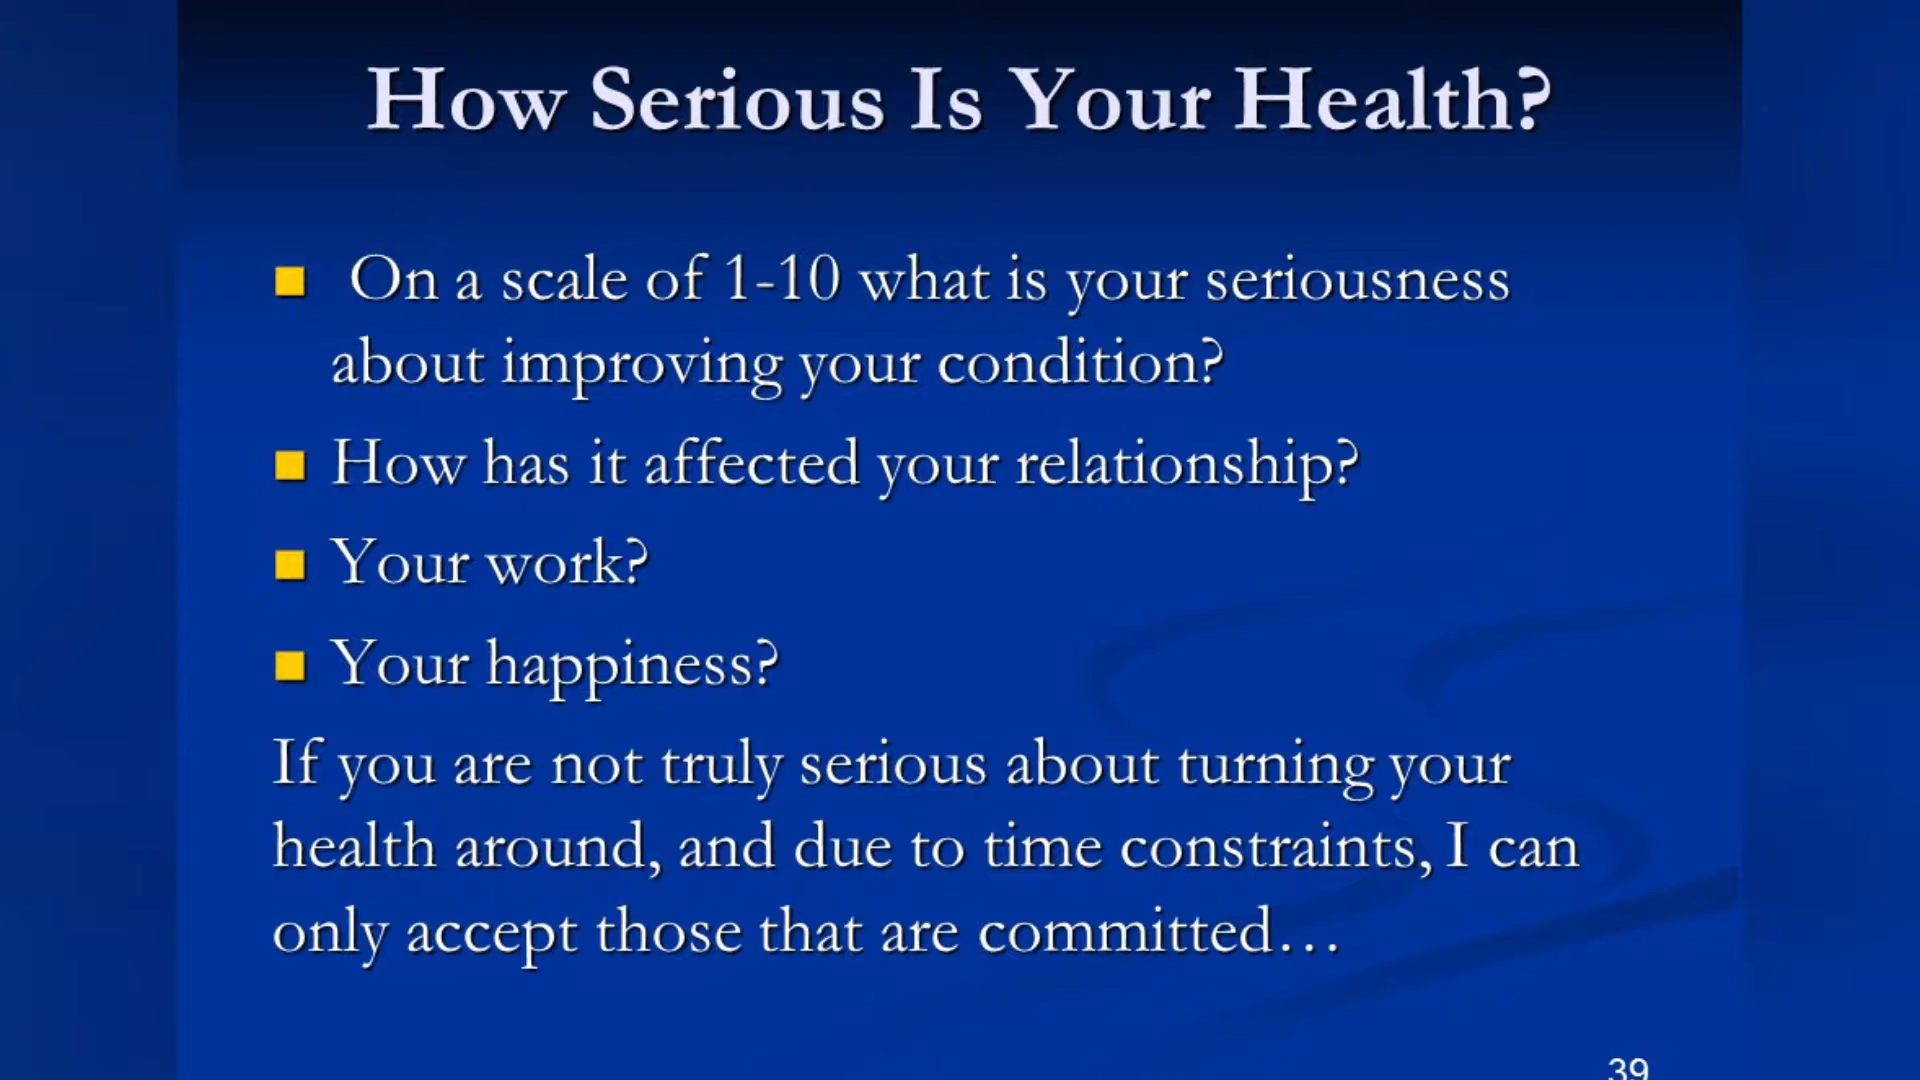 How Serious Is Your Health?
On a scale of 1-10 what is your seriousness
about improving your condition?
How has it affected your relationship?
Your work?
Your happiness?
If you are not truly serious about turning your
health around, and due to time constraints, I can
only accept those that are committed…
39